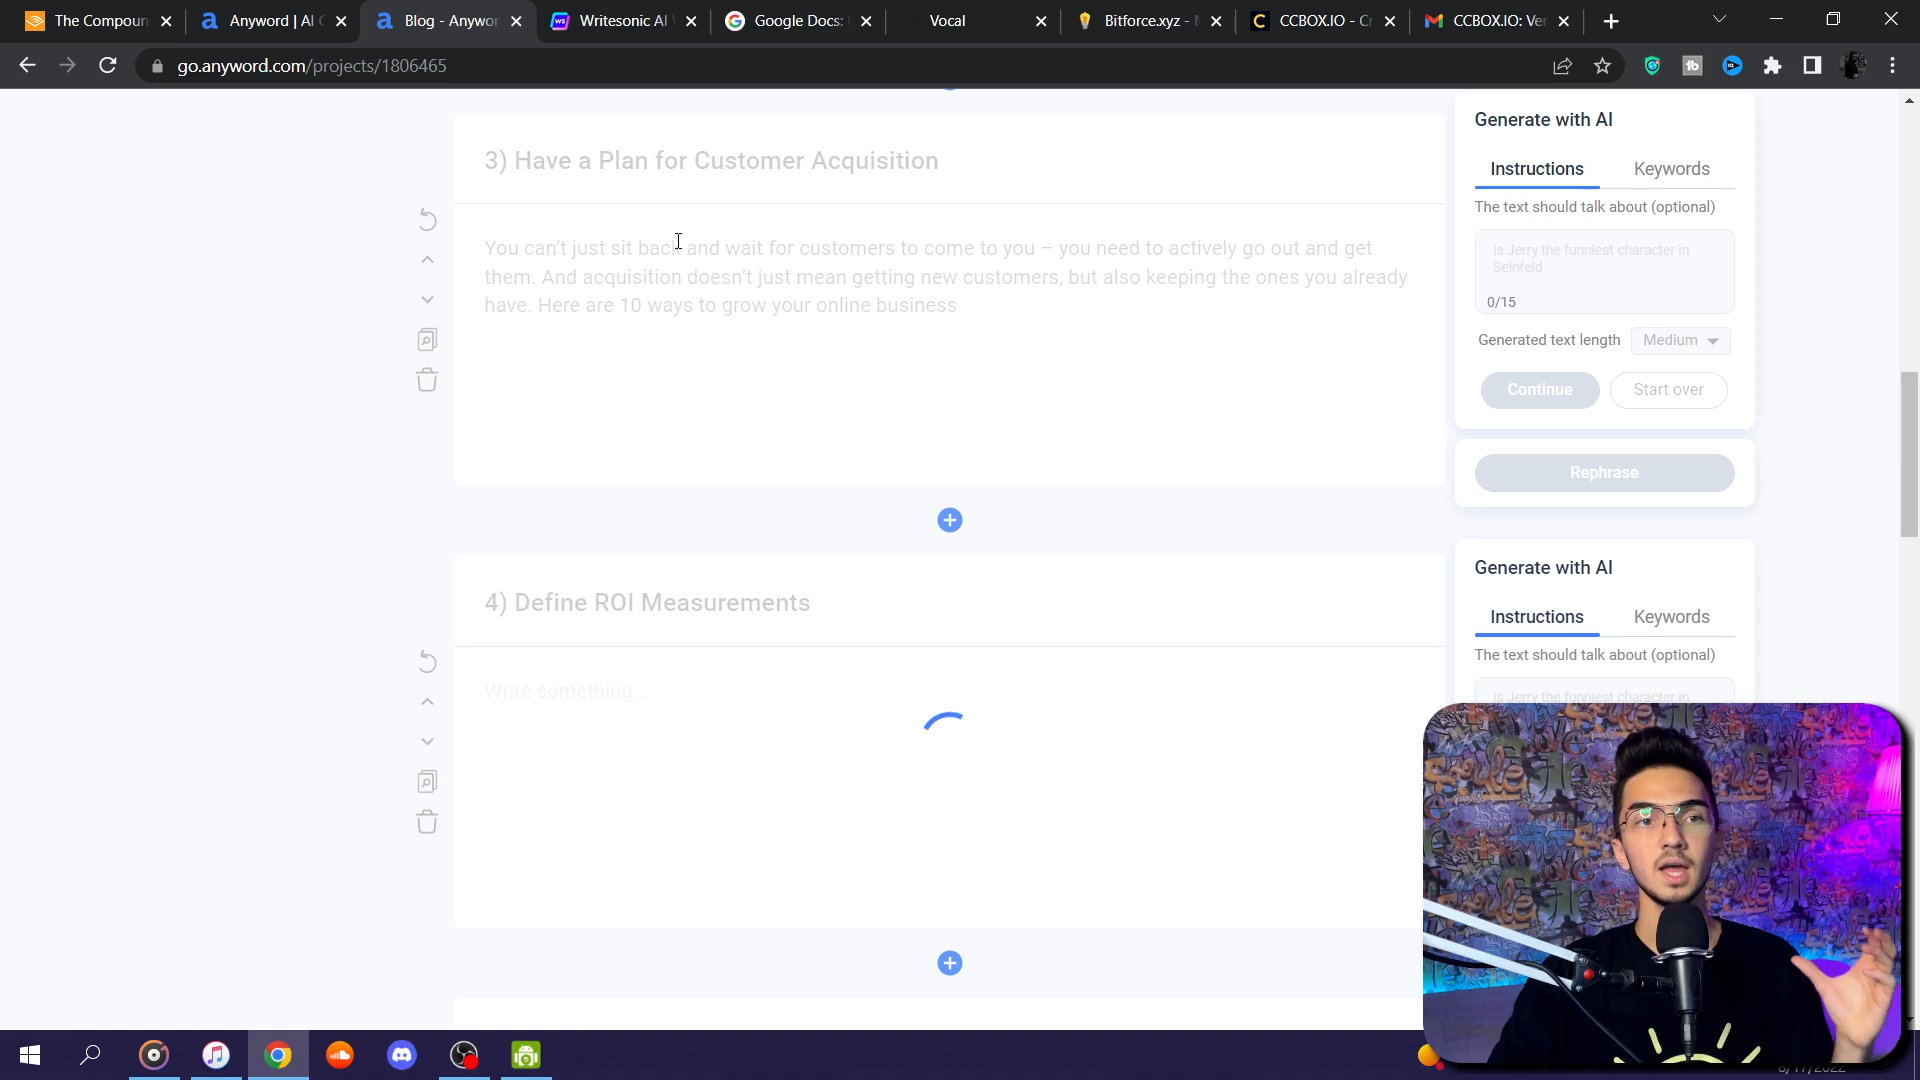 The Compoun
Anyword | AI C
Blog - Anywor
Writesonic AI
Google Docs:
Vocal
Bitforce.xyz -
CCBOX.IO - Cr
CCBOX.IO: Ver
go.anyword.com/projects/1806465
3) Have a Plan for Customer Acquisition
You can't just sit back and wait for customers to come to you – you need to actively go out and get
them. And acquisition doesn't just mean getting new customers, but also keeping the ones you already
have. Here are 10 ways to grow your online business
Generate with AI
Instructions Keywords
The text should talk about (optional)
is Jerry the funniest character in
Seinfeld
0/15
Generated text length Medium
Continue Start over
Rephrase
4) Define ROI Measurements
Write something...
Generate with AI
Instructions Keywords
The text should talk about (optional)
is Jerry the funniest character in